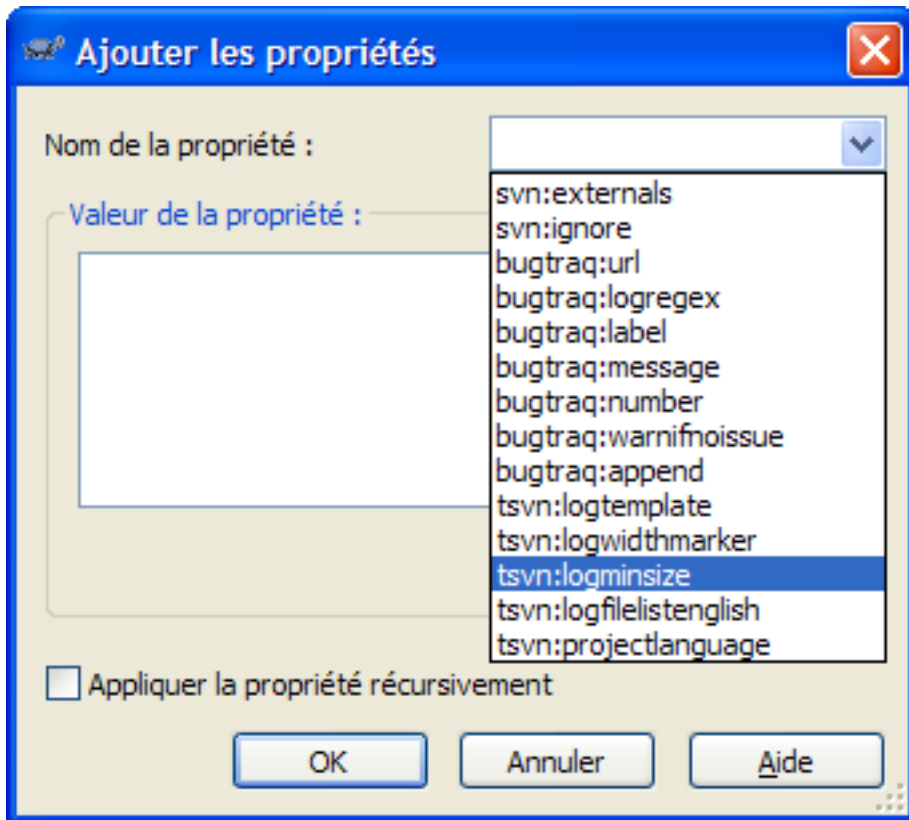 Ajouter les propriétés
Nom de la propriété :
Valeur de la propriété :
svn:externals
svn:ignore
bugtraq:url
bugtraq:logregex
bugtraq:label
bugtraq:message
bugtraq:number
bugtraq:warnifnoissue
bugtraq:append
tsvn:logtemplate
tsvn:logwidthmarker
tsvn:logminsize
tsvn:logfilelistenglish
tsvn:projectlanguage
Appliquer la propriété récursivement
OK Annuler Aide